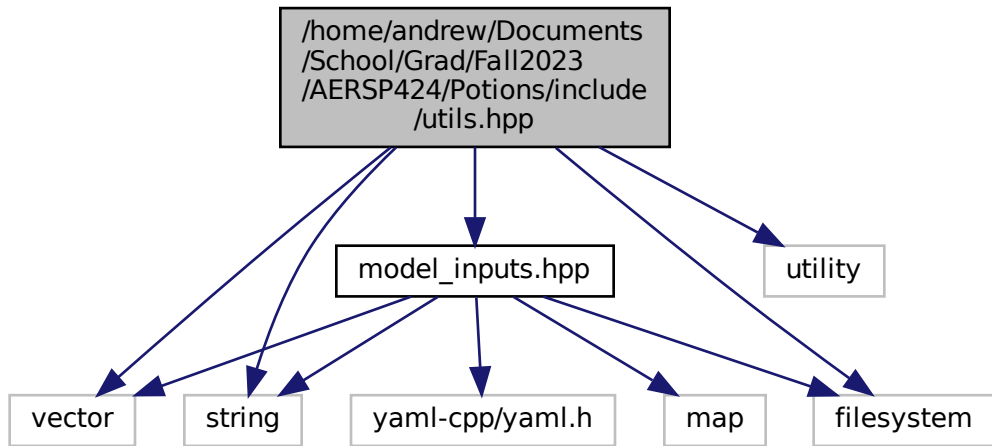 /home/andrew/Documents
/School/Grad/Fall2023
/AERSP424/Potions/include
/utils.hpp
model_inputs.hpp
utility
vector
string
yaml-cpp/yaml.h
map
filesystem